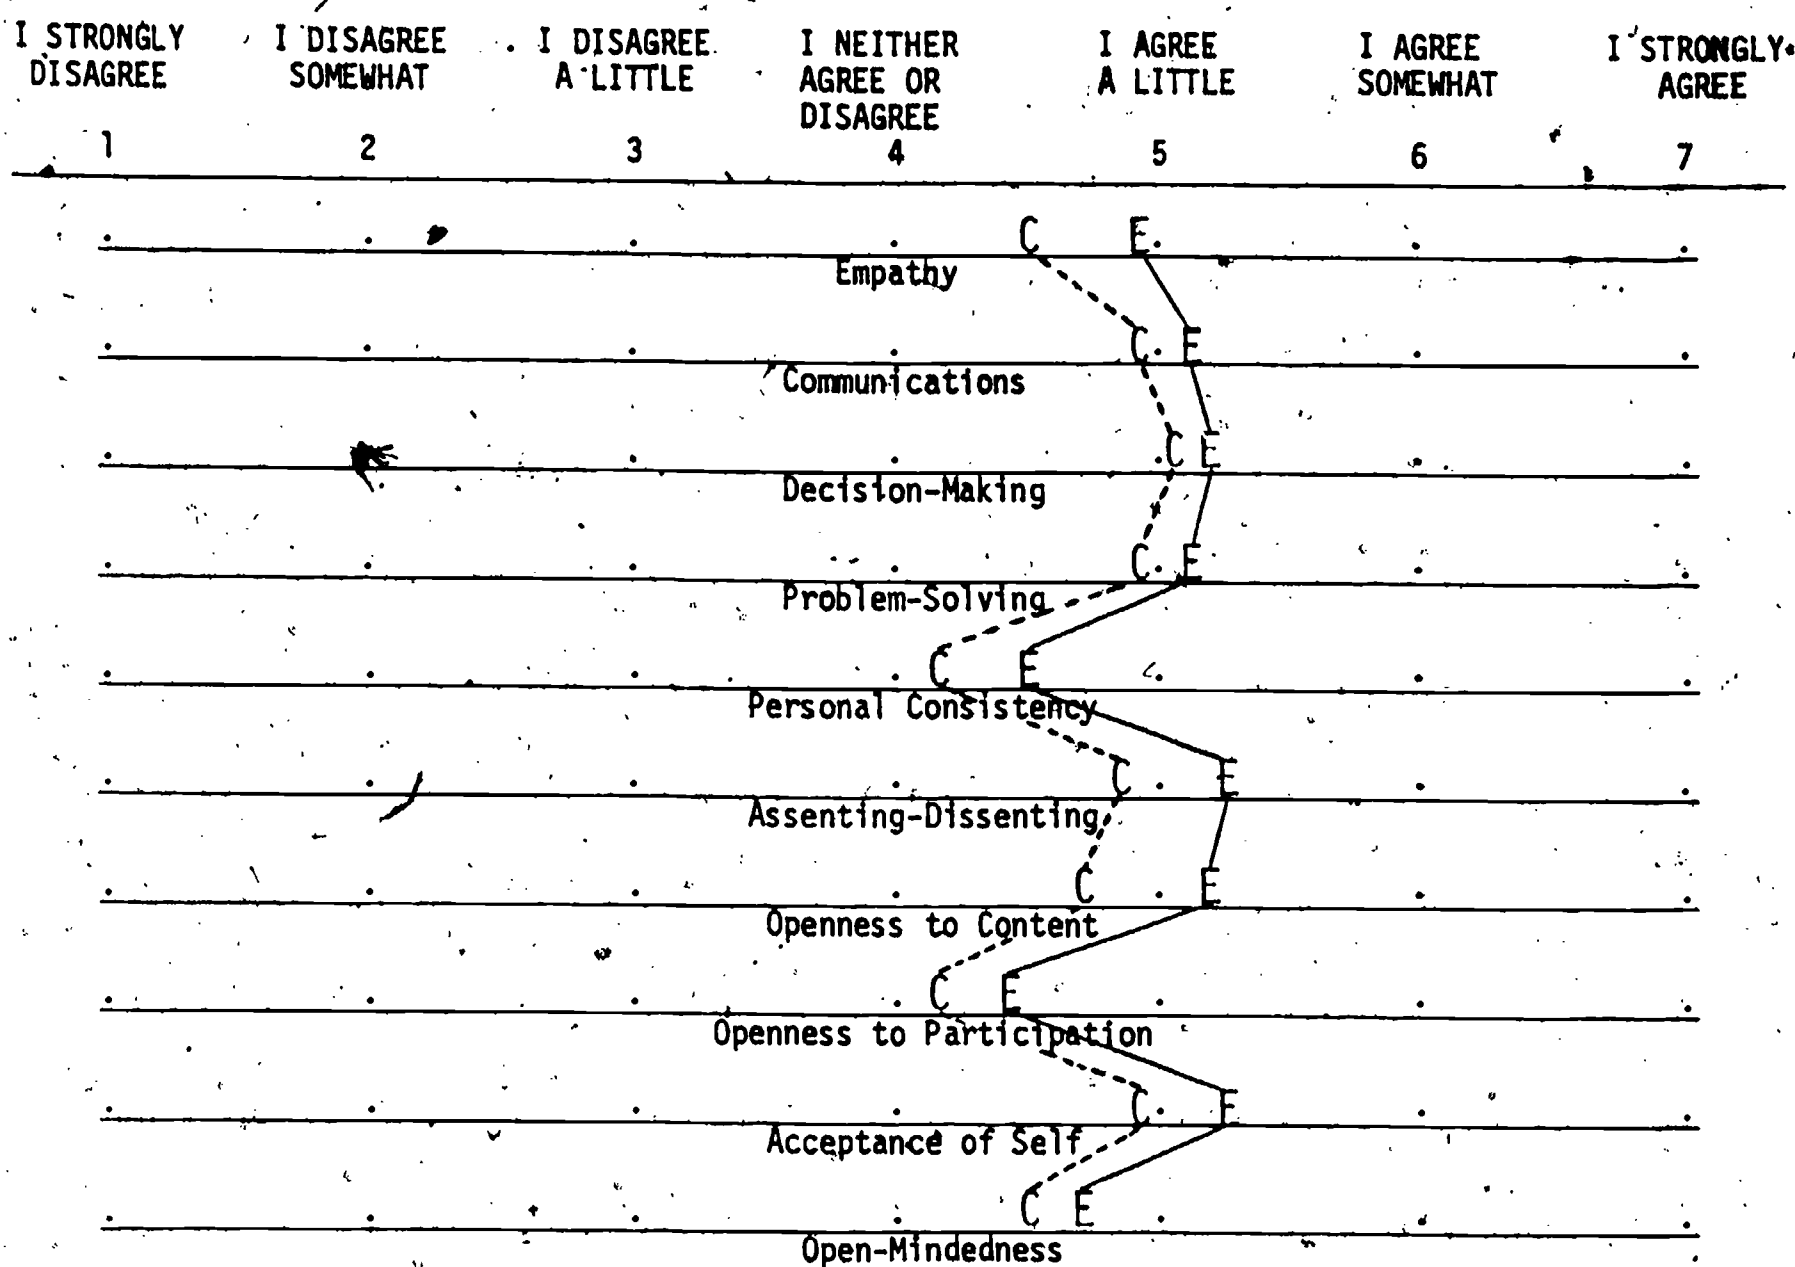 I STRONGLY DISAGREE
I DISAGREE SOMEWHAT
I DISAGREE A LITTLE
I NEITHER AGREE OR DISAGREE
I AGREE A LITTLE
I AGREE SOMEWHAT
I STRONGLY AGREE
1 2 3 4 5 6 7
C E
Empathy
C E
Communications
C E
Decision-Making
C E
Problem-Solving
C E
Personal Consistency
C E
Assenting-Dissenting
C E
Openness to Content
C E
Openness to Participation
C E
Acceptance of Self
C E
Open-Mindedness